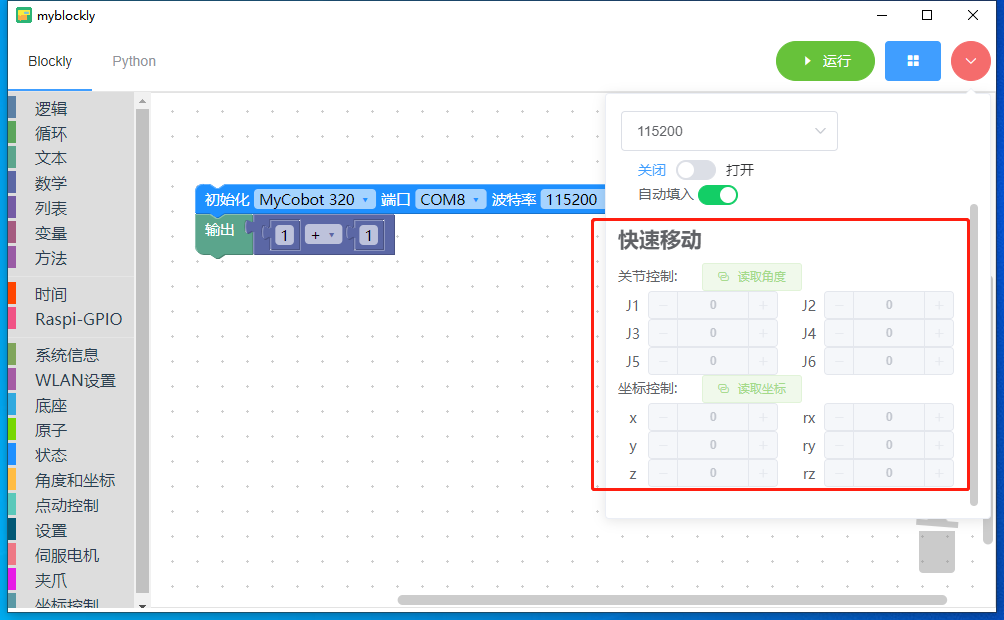 myblockly
Blockly Python
运行
逻辑
循环
文本
数学
列表
变量
方法
时间
Raspi-GPIO
系统信息
WLAN设置
底座
原子
状态
角度和坐标
点动控制
设置
伺服电机
夹爪
坐标控制
初始化 MyCobot 320 端口 COM8 波特率 115200
输出 1 + 1
115200
关闭 打开
自动填入
快速移动
关节控制: 读取角度
J1 − 0 + J2 − 0 +
J3 − 0 + J4 − 0 +
J5 − 0 + J6 − 0 +
坐标控制: 读取坐标
x − 0 + rx − 0 +
y − 0 + ry − 0 +
z − 0 + rz − 0 +